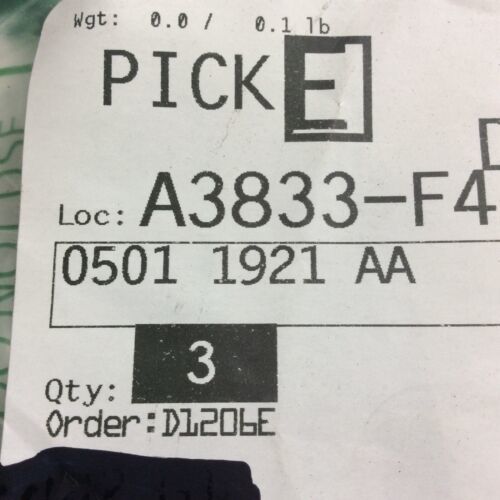 Wgt: 0.0 / 0.1 lb
PICK E
Loc: A3833-F4
0501 1921 AA
Qty: 3
Order:D1206E